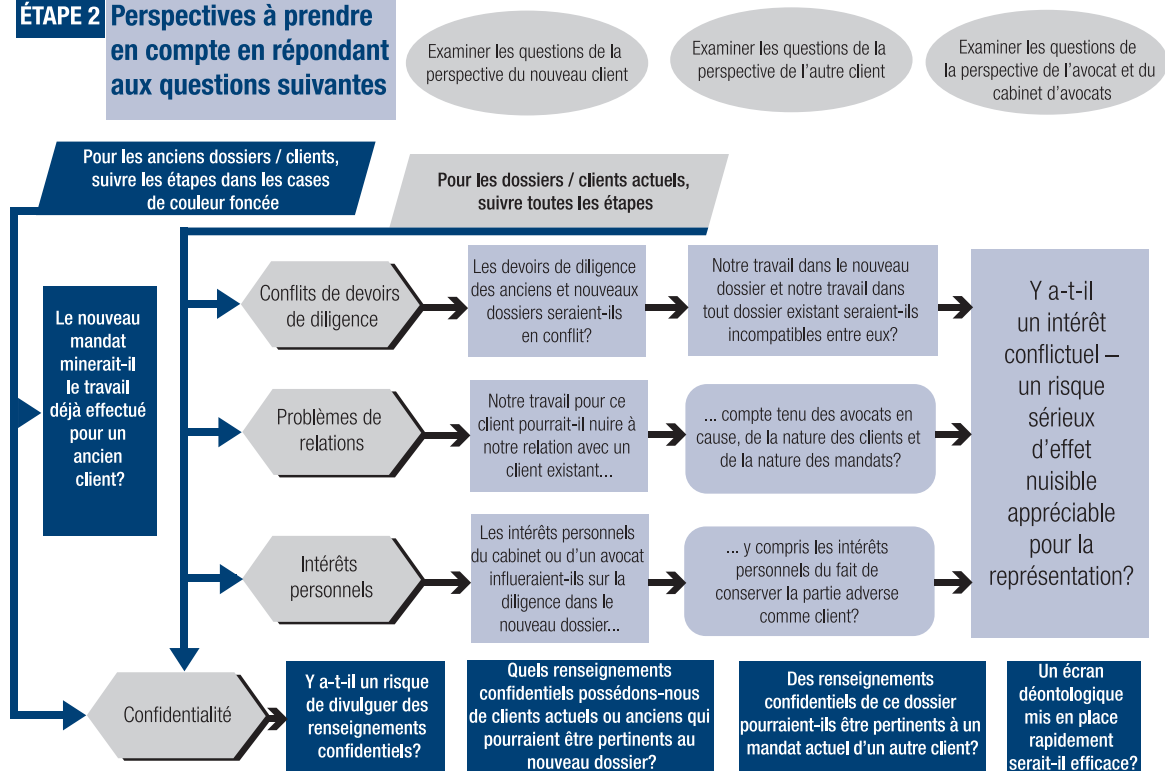 ÉTAPE 2
Perspectives à prendre
en compte en répondant
aux questions suivantes
Examiner les questions de la
perspective du nouveau client
Examiner les questions de la
perspective de l'autre client
Examiner les questions de
la perspective de l'avocat et du
cabinet d'avocats
Pour les anciens dossiers / clients,
suivre les étapes dans les cases
de couleur foncée
Pour les dossiers / clients actuels,
suivre toutes les étapes
Le nouveau
mandat
minerait-il
le travail
déjà effectué
pour un
ancien
client?
Conflits de devoirs
de diligence
Les devoirs de diligence
des anciens et nouveaux
dossiers seraient-ils
en conflit?
Notre travail dans le nouveau
dossier et notre travail dans
tout dossier existant seraient-ils
incompatibles entre eux?
Problèmes de
relations
Notre travail pour ce
client pourrait-il nuire à
notre relation avec un
client existant...
... compte tenu des avocats en
cause, de la nature des clients et
de la nature des mandats?
Intérêts
personnels
Les intérêts personnels
du cabinet ou d'un avocat
influeraient-ils sur la
diligence dans le
nouveau dossier...
... y compris les intérêts
personnels du fait de
conserver la partie adverse
comme client?
Y a-t-il
un intérêt
conflictuel –
un risque
sérieux
d'effet
nuisible
appréciable
pour la
représentation?
Confidentialité
Y a-t-il un risque
de divulguer des
renseignements
confidentiels?
Quels renseignements
confidentiels possédons-nous
de clients actuels ou anciens qui
pourraient être pertinents au
nouveau dossier?
Des renseignements
confidentiels de ce dossier
pourraient-ils être pertinents à un
mandat actuel d'un autre client?
Un écran
déontologique
mis en place
rapidement
serait-il efficace?